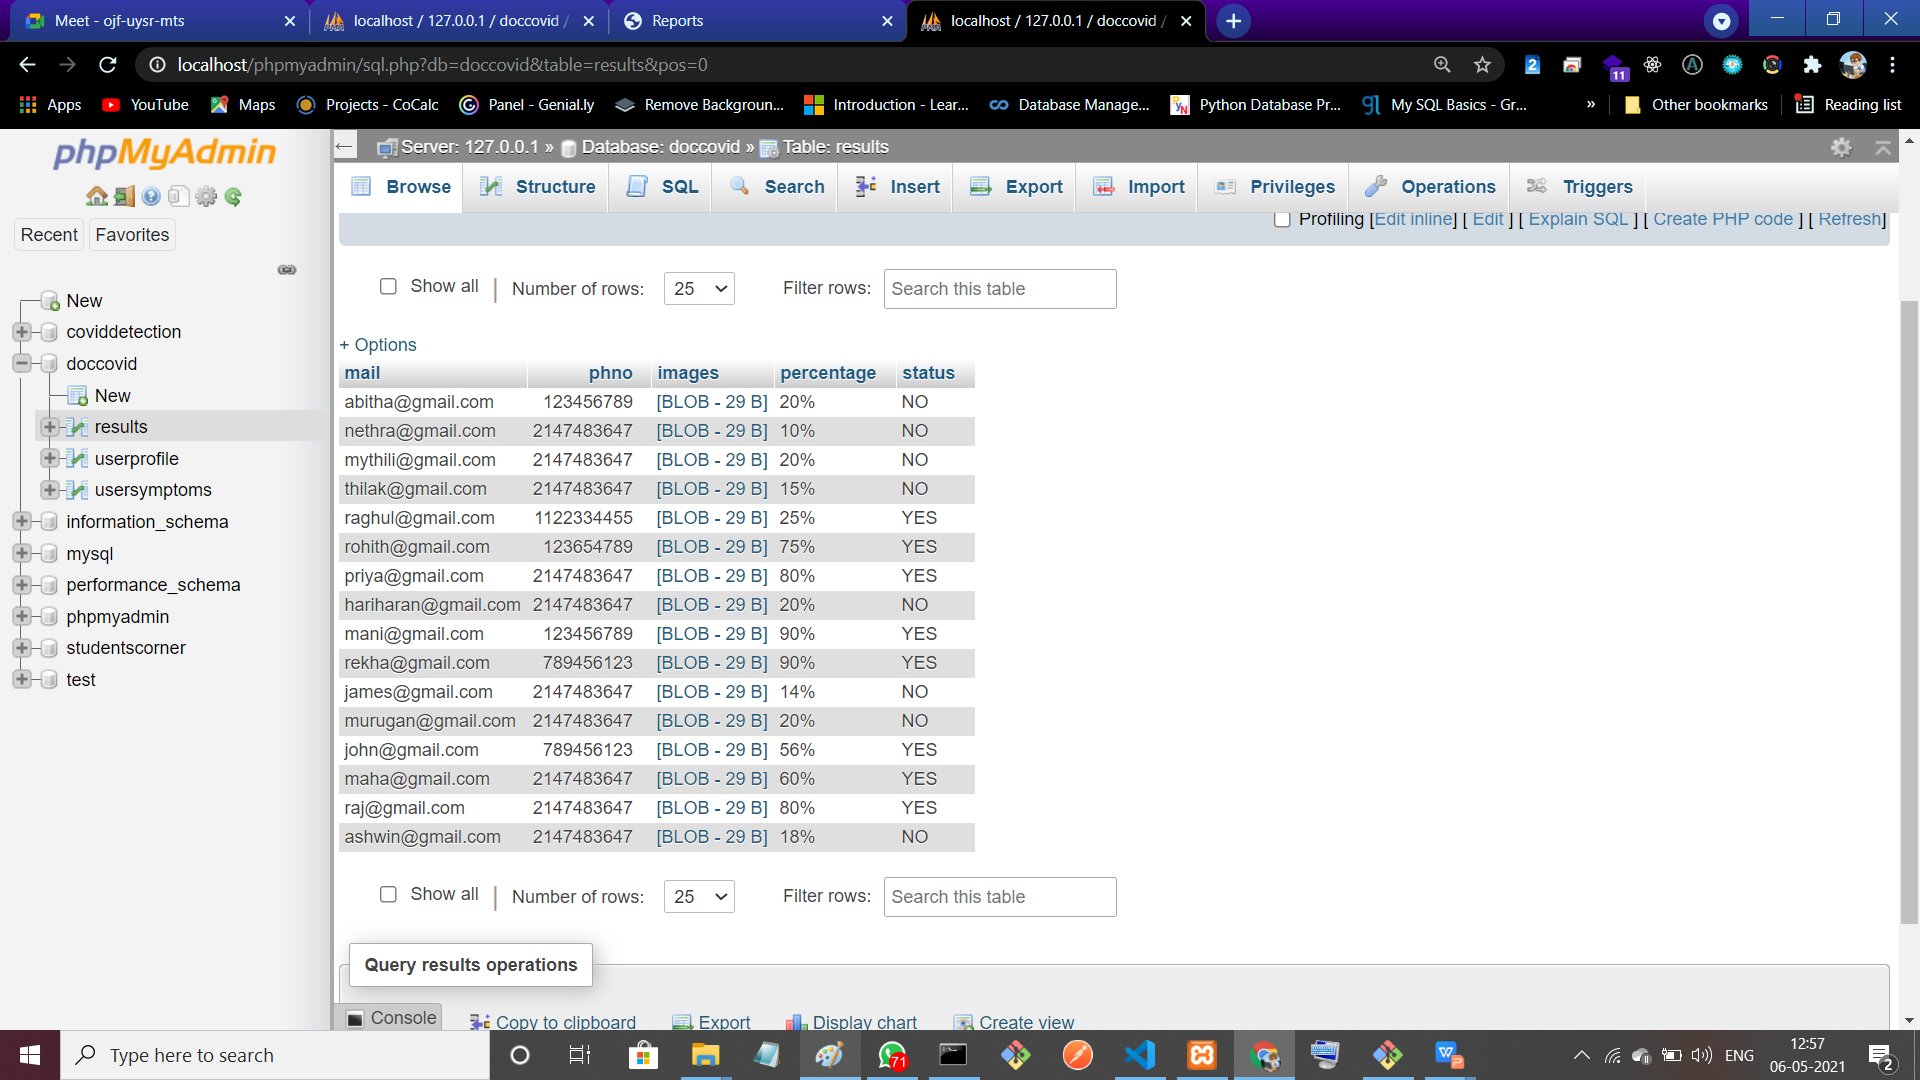 Meet - ojf-uysr-mts
localhost / 127.0.0.1 / doccovid /
Reports
localhost / 127.0.0.1 / doccovid /
localhost/phpmyadmin/sql.php?db=doccovid&table=results&pos=0
2
11
Apps
YouTube
Maps
Projects - CoCalc
Panel - Genial.ly
Remove Backgroun...
Introduction - Lear...
Database Manage...
Python Database Pr...
My SQL Basics - Gr...
»
Other bookmarks
Reading list
phpMyAdmin
Recent
Favorites
New
coviddetection
doccovid
New
results
userprofile
usersymptoms
information_schema
mysql
performance_schema
phpmyadmin
studentscorner
test
Server: 127.0.0.1 » Database: doccovid » Table: results
Browse Structure SQL Search Insert Export Import Privileges Operations Triggers
Profiling [Edit inline] [ Edit ] [ Explain SQL ] [ Create PHP code ] [ Refresh]
Show all | Number of rows: 25 Filter rows: Search this table
+ Options
mail phno images percentage status
abitha@gmail.com 123456789 [BLOB - 29 B] 20% NO
nethra@gmail.com 2147483647 [BLOB - 29 B] 10% NO
mythili@gmail.com 2147483647 [BLOB - 29 B] 20% NO
thilak@gmail.com 2147483647 [BLOB - 29 B] 15% NO
raghul@gmail.com 1122334455 [BLOB - 29 B] 25% YES
rohith@gmail.com 123654789 [BLOB - 29 B] 75% YES
priya@gmail.com 2147483647 [BLOB - 29 B] 80% YES
hariharan@gmail.com 2147483647 [BLOB - 29 B] 20% NO
mani@gmail.com 123456789 [BLOB - 29 B] 90% YES
rekha@gmail.com 789456123 [BLOB - 29 B] 90% YES
james@gmail.com 2147483647 [BLOB - 29 B] 14% NO
murugan@gmail.com 2147483647 [BLOB - 29 B] 20% NO
john@gmail.com 789456123 [BLOB - 29 B] 56% YES
maha@gmail.com 2147483647 [BLOB - 29 B] 60% YES
raj@gmail.com 2147483647 [BLOB - 29 B] 80% YES
ashwin@gmail.com 2147483647 [BLOB - 29 B] 18% NO
Show all | Number of rows: 25 Filter rows: Search this table
Query results operations
Console
Copy to clipboard Export Display chart Create view
Type here to search
71
ENG
12:57
06-05-2021
2